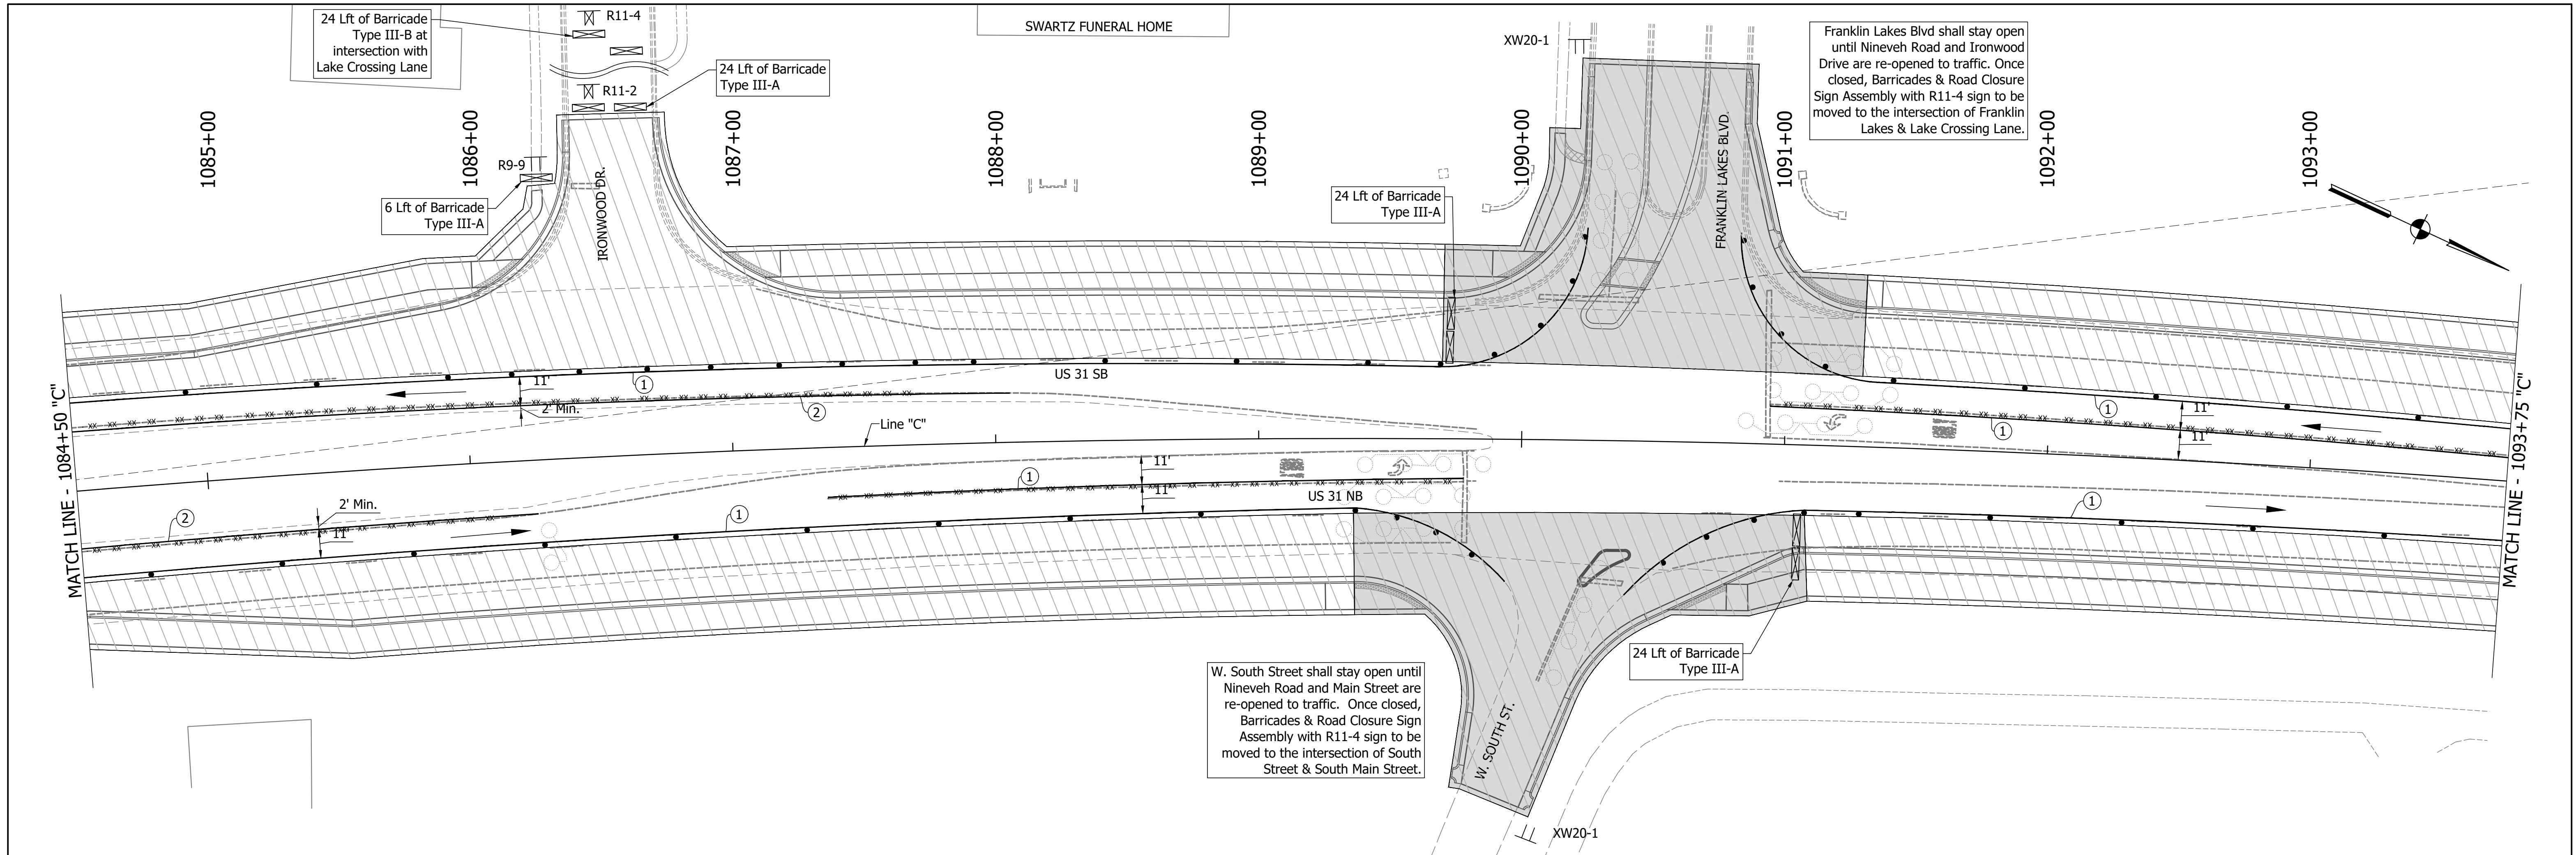 24 Lft of Barricade
Type III-B at
intersection with
Lake Crossing Lane
R11-4
24 Lft of Barricade
Type III-A
R11-2
R9-9
6 Lft of Barricade
Type III-A
IRONWOOD DR.
SWARTZ FUNERAL HOME
XW20-1
Franklin Lakes Blvd shall stay open
until Nineveh Road and Ironwood
Drive are re-opened to traffic. Once
closed, Barricades & Road Closure
Sign Assembly with R11-4 sign to be
moved to the intersection of Franklin
Lakes & Lake Crossing Lane.
1085+00
1086+00
1087+00
1088+00
1089+00
1090+00
1091+00
1092+00
1093+00
24 Lft of Barricade
Type III-A
FRANKLIN LAKES BLVD.
MATCH LINE - 1084+50 "C"
11'
1
2' Min.
2
US 31 SB
Line "C"
1
11'
11'
1
MATCH LINE - 1093+75 "C"
2
2' Min.
11'
1
1
11'
11'
US 31 NB
1
W. South Street shall stay open until
Nineveh Road and Main Street are
re-opened to traffic. Once closed,
Barricades & Road Closure Sign
Assembly with R11-4 sign to be
moved to the intersection of South
Street & South Main Street.
W. SOUTH ST.
24 Lft of Barricade
Type III-A
XW20-1